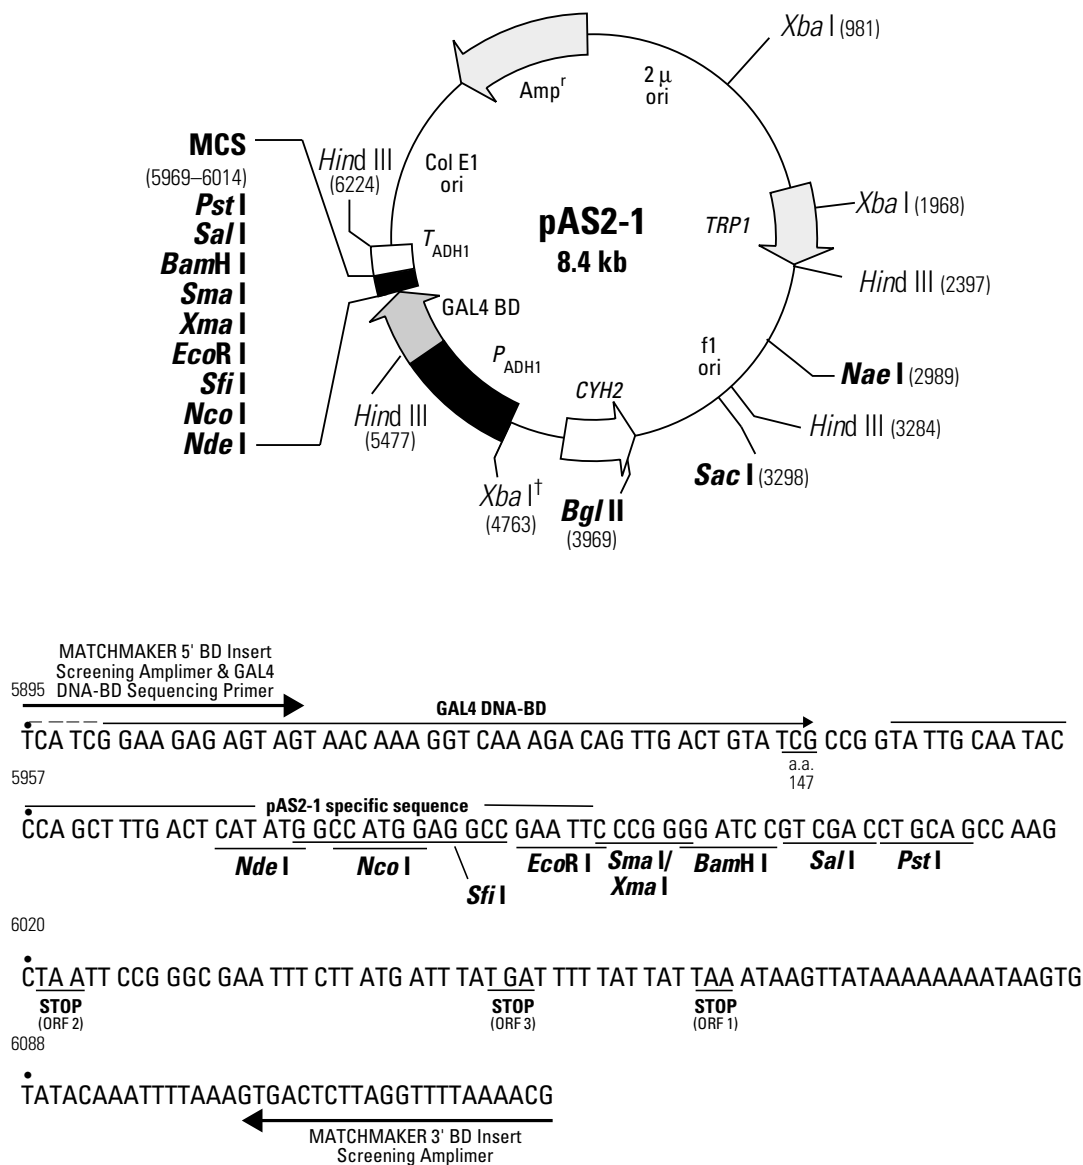 Xba I (981)
Ampr
2 μ
ori
MCS
(5969–6014)
Pst I
Sal I
BamH I
Sma I
Xma I
EcoR I
Sfi I
Nco I
Nde I
Hind III
(6224)
Col E1
ori
TADH1
pAS2-1
8.4 kb
TRP1
Xba I (1968)
Hind III (2397)
GAL4 BD
PADH1
f1
ori
Nae I (2989)
CYH2
Hind III
(5477)
Hind III (3284)
Sac I (3298)
Xba I†
(4763)
Bgl II
(3969)
MATCHMAKER 5' BD Insert
Screening Amplimer & GAL4
DNA-BD Sequencing Primer
5895
GAL4 DNA-BD
TCA TCG GAA GAG AGT AGT AAC AAA GGT CAA AGA CAG TTG ACT GTA TCG CCG GTA TTG CAA TAC
a.a.
147
5957
pAS2-1 specific sequence
CCA GCT TTG ACT CAT ATG GCC ATG GAG GCC GAA TTC CCG GGG ATC CGT CGA CCT GCA GCC AAG
Nde I Nco I Sfi I EcoR I Sma I/ BamH I Sal I Pst I
Xma I
6020
CTA ATT CCG GGC GAA TTT CTT ATG ATT TAT GAT TTT TAT TAT TAA ATAAGTTATAAAAAAAATAAGTG
STOP STOP STOP
(ORF 2) (ORF 3) (ORF 1)
6088
TATACAAATTTTAAAGTGACTCTTAGGTTTTAAAACG
MATCHMAKER 3' BD Insert
Screening Amplimer